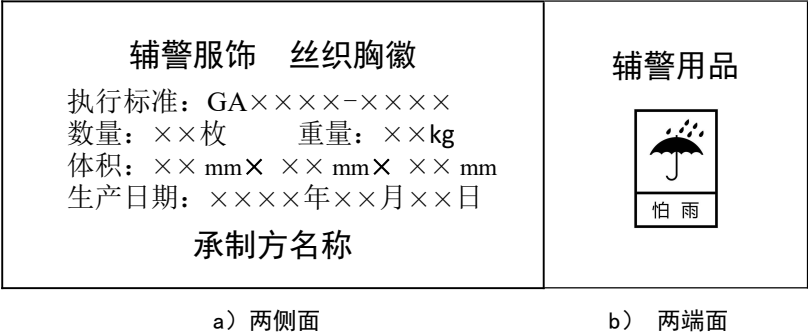 辅警服饰　丝织胸徽
执行标准：GA××××-××××
数量：××枚　　重量：××kg
体积：×× mm× ×× mm× ×× mm
生产日期：××××年××月××日
承制方名称
辅警用品
怕 雨
a）两侧面
b） 两端面